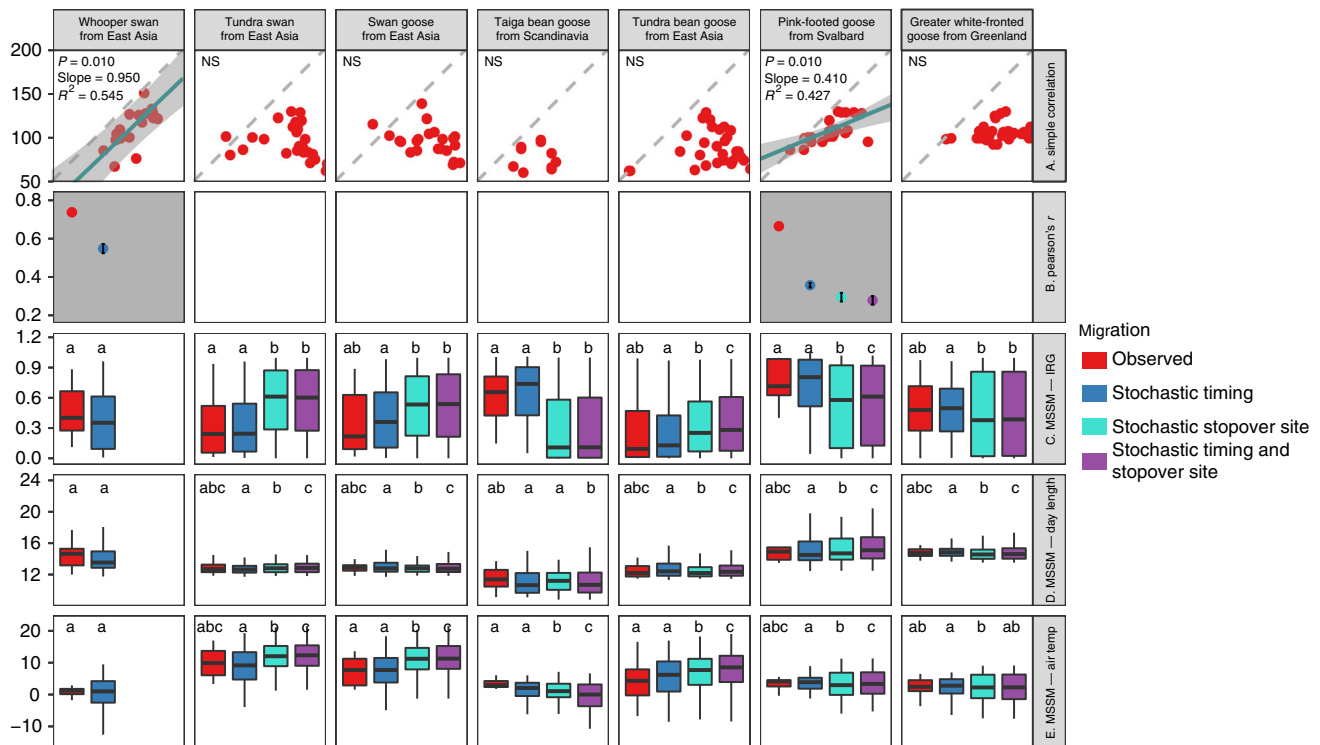 Whooper swan
from East Asia
Tundra swan
from East Asia
Swan goose
from East Asia
Taiga bean goose
from Scandinavia
Tundra bean goose
from East Asia
Pink-footed goose
from Svalbard
Greater white-fronted
goose from Greenland
200
150
100
50
P = 0.010
Slope = 0.950
R² = 0.545
NS
NS
NS
NS
P = 0.010
Slope = 0.410
R² = 0.427
NS
A. simple correlation
0.8
0.6
0.4
0.2
B. pearson's r
1.2
0.9
0.6
0.3
0.0
a a
a a b b
ab a b b
a a b b
ab a b c
a a b c
ab a b b
C. MSSM — IRG
24
16
12
a a
abc a b c
abc a b c
ab a b c
abc a b c
abc a b c
abc a b c
D. MSSM — day length
20
10
0
−10
a a
abc a b c
a a b c
a a b c
a a b c
abc a b c
ab a b ab
E. MSSM — air temp
Migration
Observed
Stochastic timing
Stochastic stopover site
Stochastic timing and
stopover site